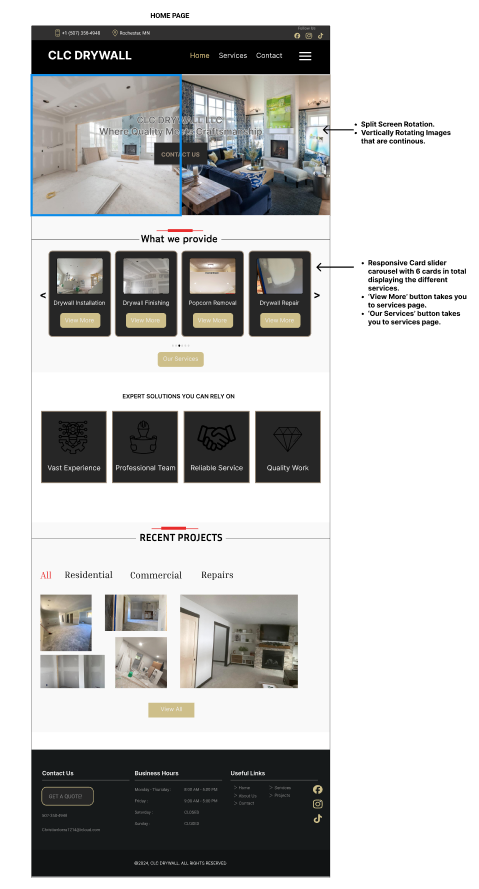 HOME PAGE
Follow Us
+1 (507) 358-4948 Rochester, MN
CLC DRYWALL
Home Services Contact
CLC DRYWALL LLC
Where Quality Meets Craftsmanship
CONTACT US
• Split Screen Rotation.
• Vertically Rotating Images
that are continous.
What we provide
< >
Drywall Installation Drywall Finishing Popcorn Removal Drywall Repair
View More View More View More View More
Our Services
• Responsive Card slider
carousel with 6 cards in total
displaying the different
services.
• 'View More' button takes you
to services page.
• 'Our Services' button takes
you to services page.
EXPERT SOLUTIONS YOU CAN RELY ON
Vast Experience Professional Team Reliable Service Quality Work
RECENT PROJECTS
All Residential Commercial Repairs
View All
Contact Us
GET A QUOTE!
507-358-4948
Business Hours
Monday - Thursday : 8:00 AM - 5:00 PM
Friday : 5:00 AM - 3:00 PM
Saturday : CLOSED
Sunday : CLOSED
Useful Links
> Home > Services
> About Us > Projects
> Contact
©2024, CLC DRYWALL. ALL RIGHTS RESERVED